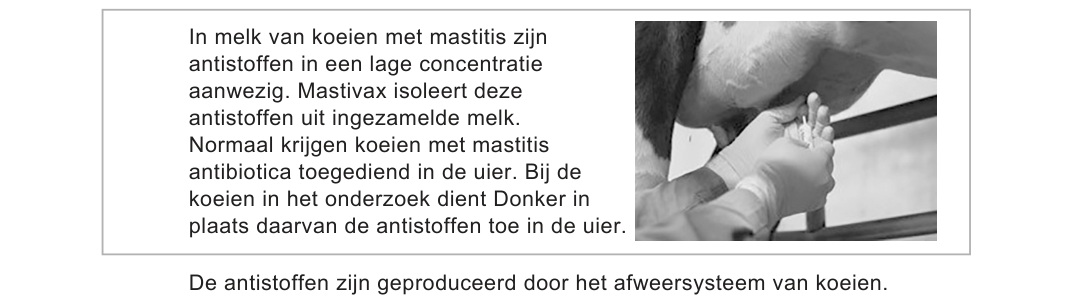 In melk van koeien met mastitis zijn
antistoffen in een lage concentratie
aanwezig. Mastivax isoleert deze
antistoffen uit ingezamelde melk.
Normaal krijgen koeien met mastitis
antibiotica toegediend in de uier. Bij de
koeien in het onderzoek dient Donker in
plaats daarvan de antistoffen toe in de uier.
De antistoffen zijn geproduceerd door het afweersysteem van koeien.